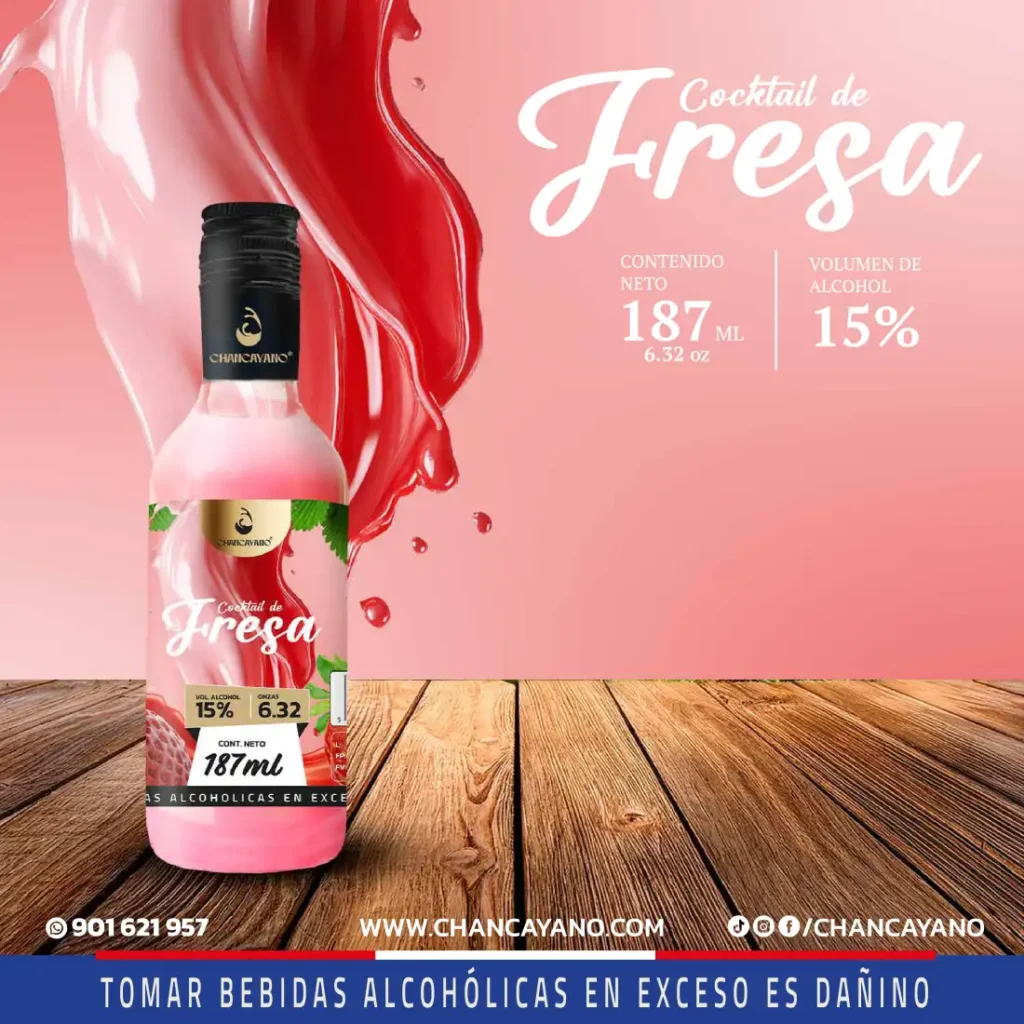 Cocktail de
Fresa
CONTENIDO
NETO
187 ML
6.32 oz
VOLUMEN DE
ALCOHOL
15%
CHANCAYANO®
CHANCAYANO®
Cocktail de
Fresa
VOL. ALCOHOL
15%
ONZAS
6.32
CONT. NETO
187ml
AS ALCOHOLICAS EN EXCE
901 621 957
WWW.CHANCAYANO.COM
/CHANCAYANO
TOMAR BEBIDAS ALCOHÓLICAS EN EXCESO ES DAÑINO